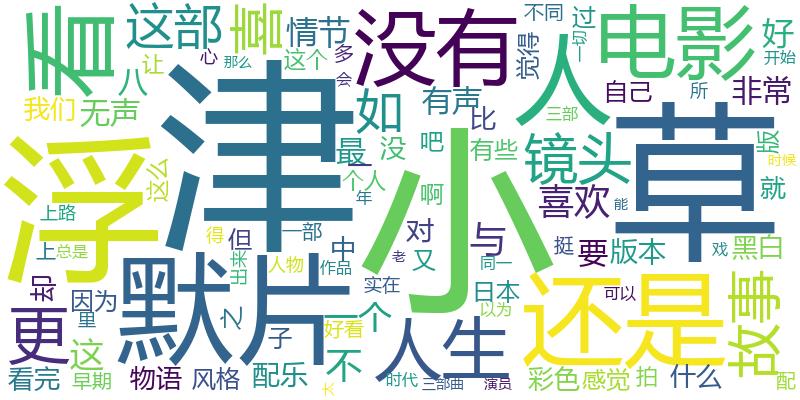 看
这部
喜
情节
没有
不同
过
觉得
一切
电影
好
开始
八
让
心
那么
这个
多
会
我们
无声
津
如
有声
比
人
三部
自己
所
非常
浮
这么
最
一
没
吧
有些
镜头
草
版
时候
个人
年
小
啊
喜欢
就
能
上路
得
但
一部
中
对
与
挺
要
版本
戏
黑白
上
总是
却
因为
里
出来
人物
作品
实在
老
又
同一
日本
以为
可以
还是
故事
更
这
默片
之
子
一个
好看
不
人生
看完
早期
物语
风格
配乐
太
时代
三部曲
演员
彩色
感觉
拍
什么
配